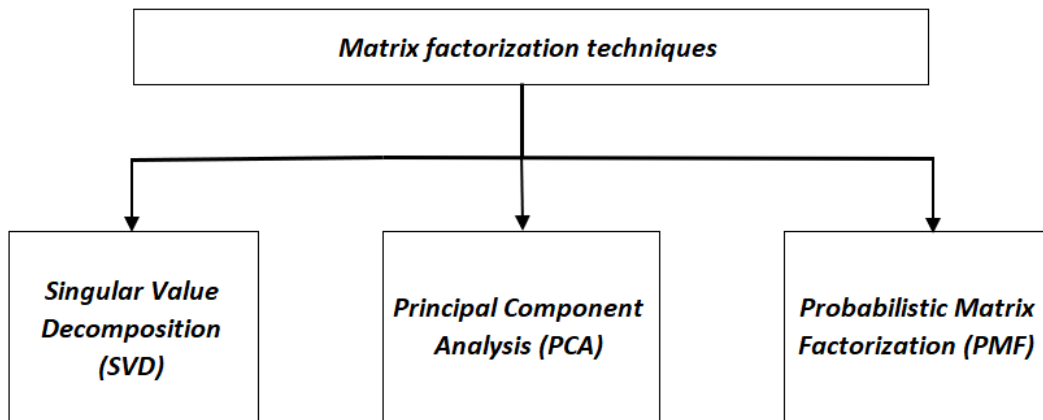 Matrix factorization techniques
Singular Value
Decomposition
(SVD)
Principal Component
Analysis (PCA)
Probabilistic Matrix
Factorization (PMF)